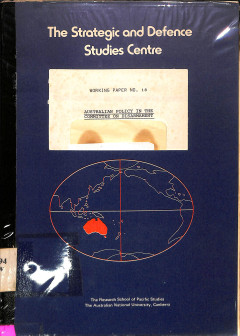 The Strategic and Defence
Studies Centre
WORKING PAPER NO. 14
AUSTRALIAN POLICY IN THE
COMMITTEE ON DISARMAMENT
94
The Research School of Pacific Studies
The Australian National University, Canberra